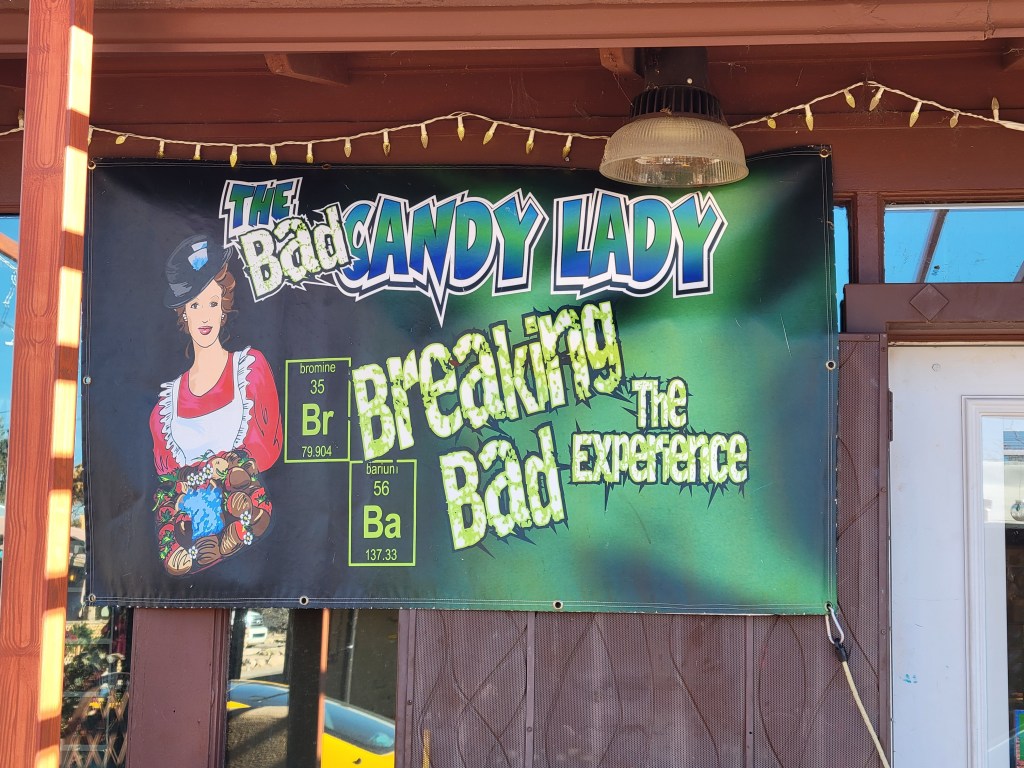 THE
Bad CANDY LADY
bromine
35
Br
79.904
barium
56
Ba
137.33
Breaking
Bad
The
Experience